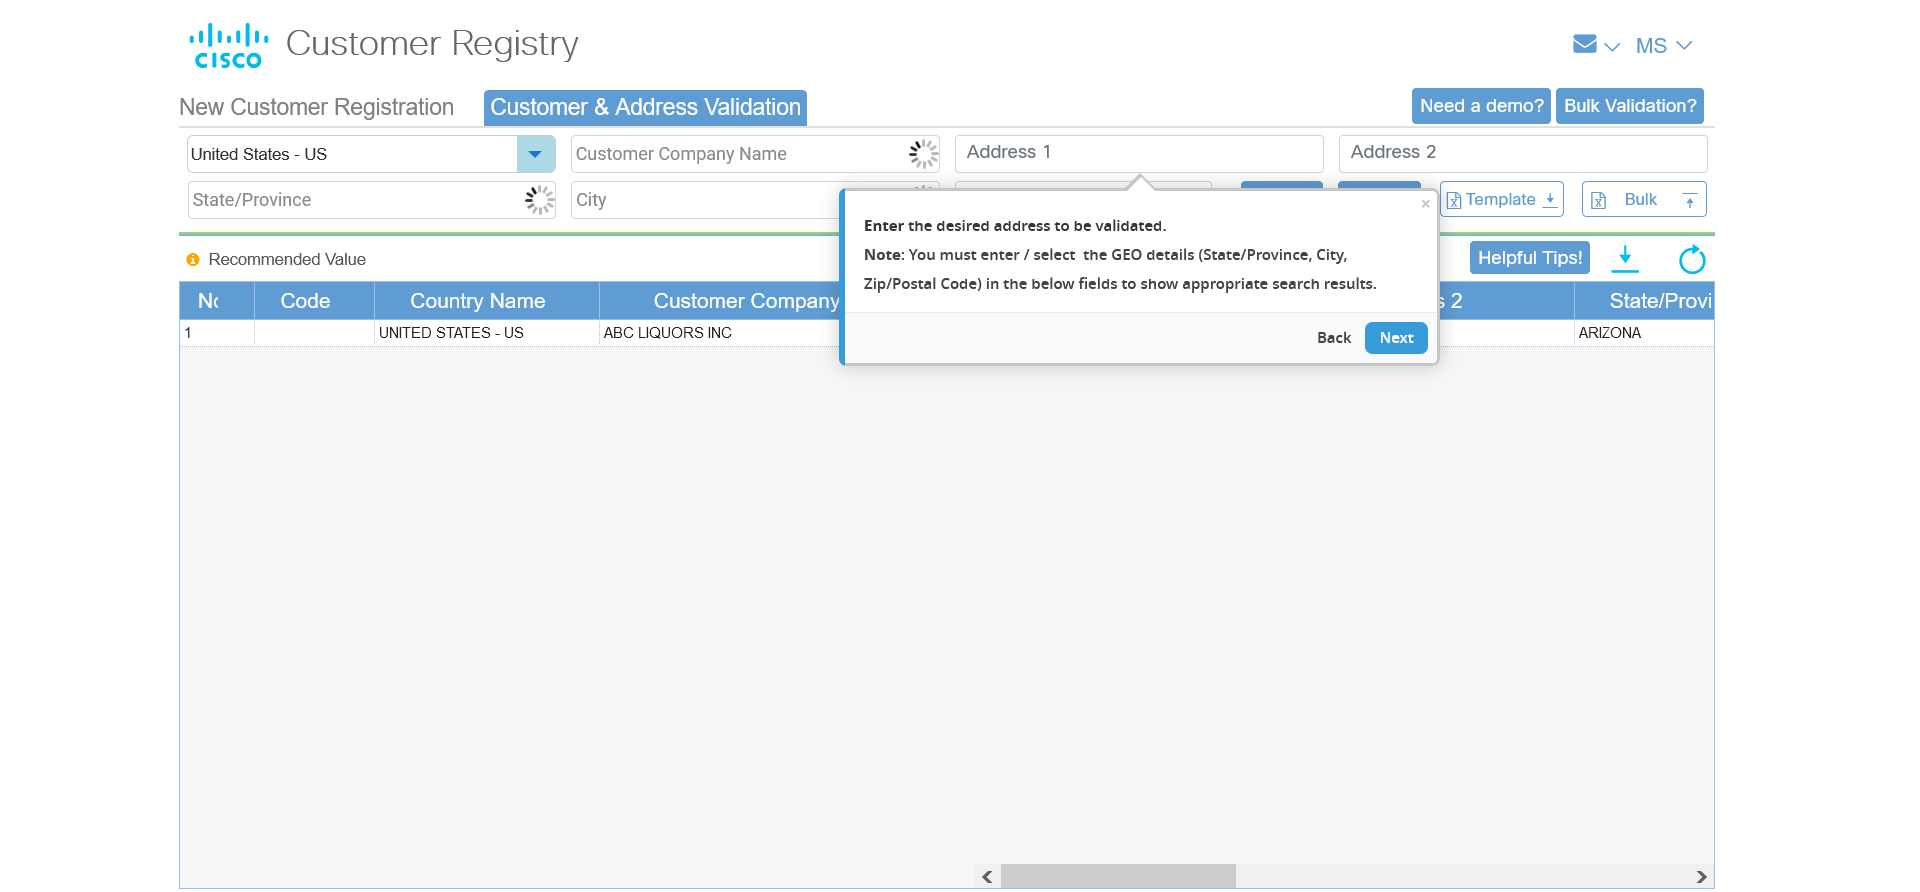 CISCO
Customer Registry
MS
New Customer Registration
Customer & Address Validation
Need a demo?
Bulk Validation?
United States - US
Customer Company Name
Address 1
Address 2
State/Province
City
Template
Bulk
×
Enter the desired address to be validated.
Note: You must enter / select the GEO details (State/Province, City,
Zip/Postal Code) in the below fields to show appropriate search results.
Back
Next
Recommended Value
Helpful Tips!
Code
Country Name
Customer Company
2
1
UNITED STATES - US
ABC LIQUORS INC
ARIZONA